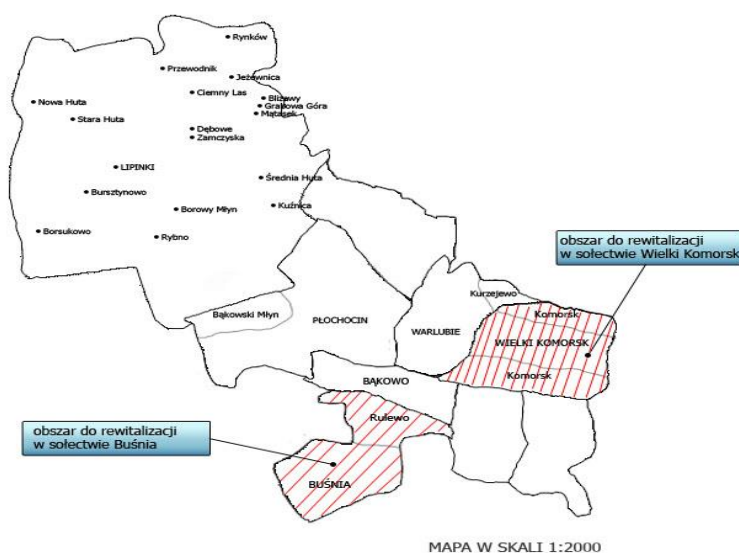 Rynków
Przewodnik
Jeżewnica
Ciemny Las
Bliżawy
Nowa Huta
Grabowa Góra
Mątasek
Stara Huta
Dębowe
Zamczyska
LIPINKI
Średnia Huta
Bursztynowo
Borowy Młyn
Kuźnica
Borsukowo
Rybno
obszar do rewitalizacji
w sołectwie Wielki Komorsk
Kurzejewo
Bąkowski Młyn
Komorsk
PŁOCHOCIN
WARLUBIE
WIELKI KOMORSK
Komorsk
BĄKOWO
Rulewo
obszar do rewitalizacji
w sołectwie Buśnia
BUŚNIA
MAPA W SKALI 1:2000